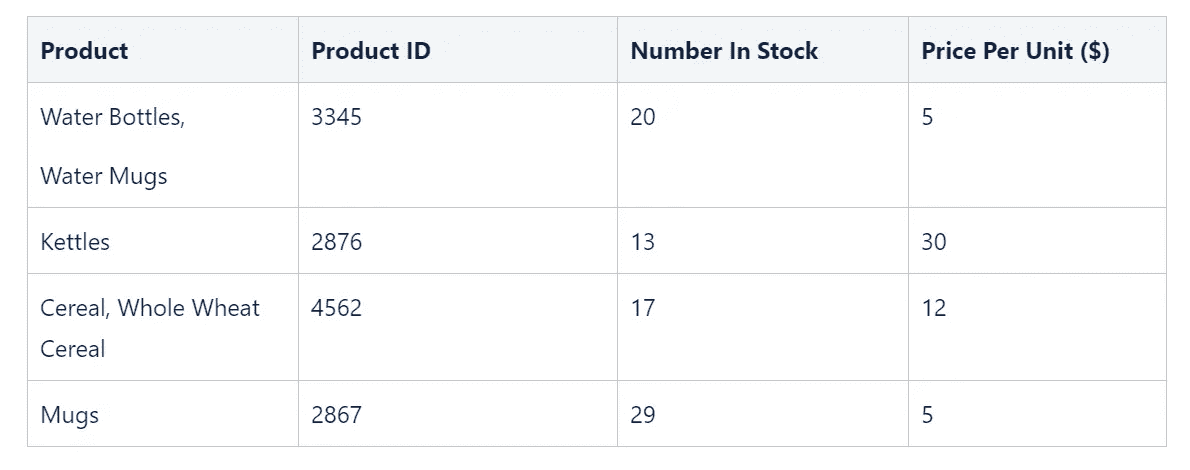 Product Product ID Number In Stock Price Per Unit ($)
Water Bottles, 3345 20 5
Water Mugs
Kettles 2876 13 30
Cereal, Whole Wheat 4562 17 12
Cereal
Mugs 2867 29 5